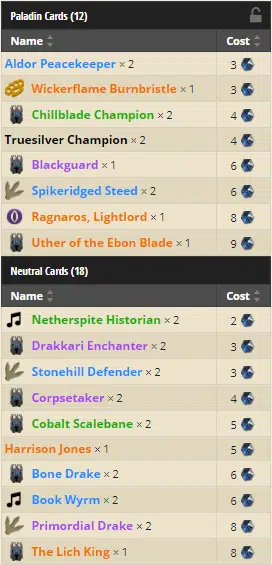 Paladin Cards (12)
Name Cost
Aldor Peacekeeper × 2 3
Wickerflame Burnbristle × 1 3
Chillblade Champion × 2 4
Truesilver Champion × 2 4
Blackguard × 1 6
Spikeridged Steed × 2 6
Ragnaros, Lightlord × 1 8
Uther of the Ebon Blade × 1 9
Neutral Cards (18)
Name Cost
Netherspite Historian × 2 2
Drakkari Enchanter × 2 3
Stonehill Defender × 2 3
Corpsetaker × 2 4
Cobalt Scalebane × 2 5
Harrison Jones × 1 5
Bone Drake × 2 6
Book Wyrm × 2 6
Primordial Drake × 2 8
The Lich King × 1 8